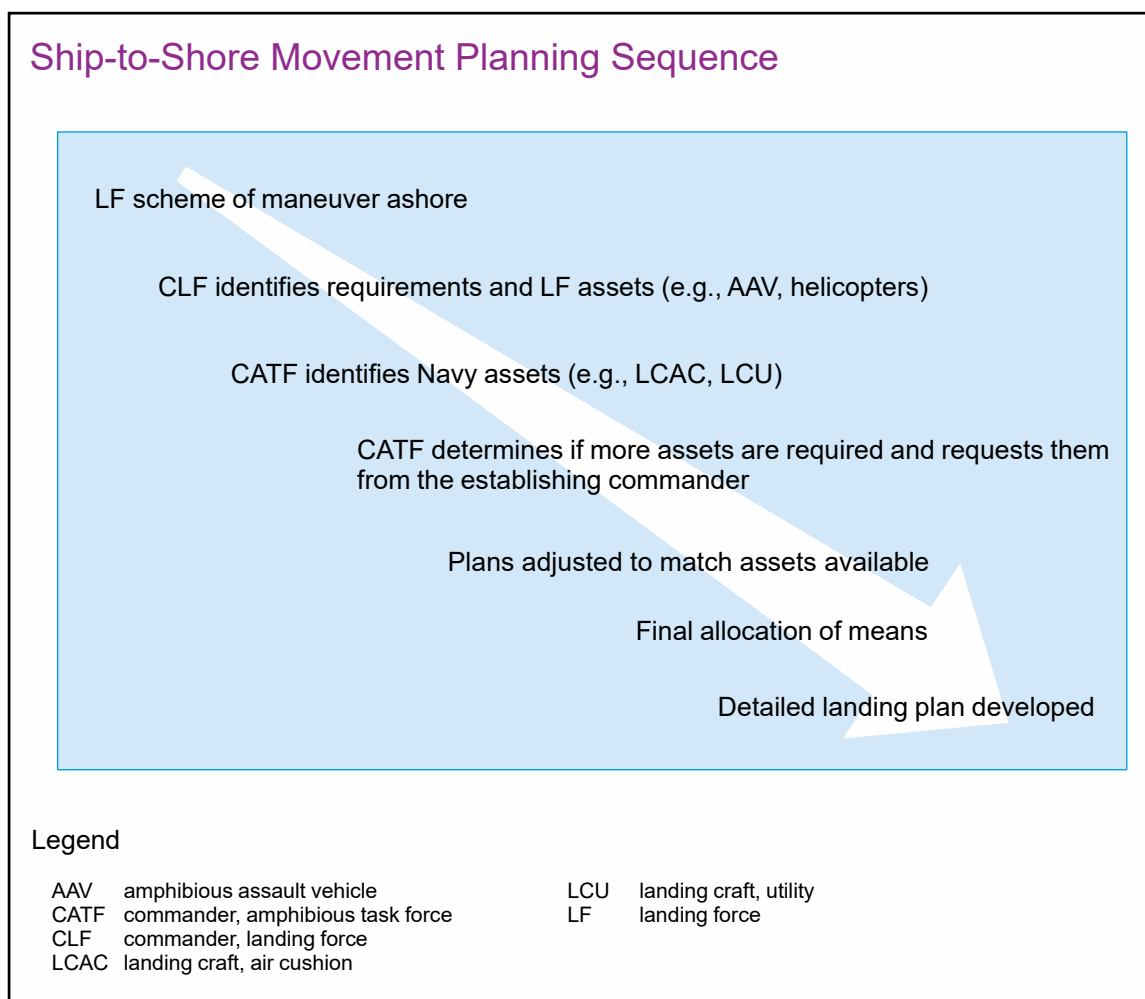 Ship-to-Shore Movement Planning Sequence
LF scheme of maneuver ashore
CLF identifies requirements and LF assets (e.g., AAV, helicopters)
CATF identifies Navy assets (e.g., LCAC, LCU)
CATF determines if more assets are required and requests them
from the establishing commander
Plans adjusted to match assets available
Final allocation of means
Detailed landing plan developed
Legend
AAV amphibious assault vehicle
CATF commander, amphibious task force
CLF commander, landing force
LCAC landing craft, air cushion
LCU landing craft, utility
LF landing force